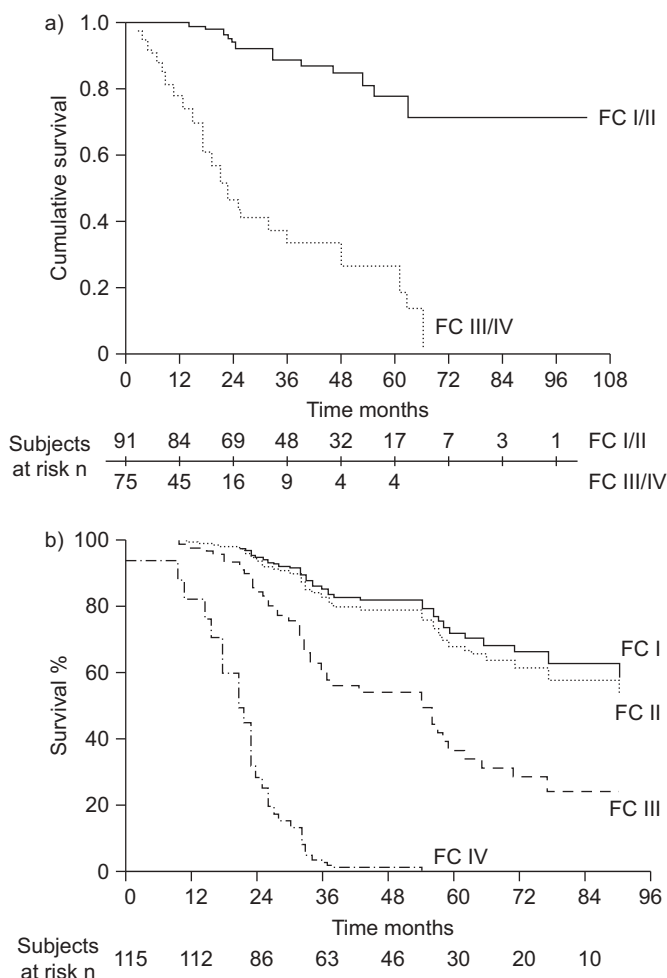 a)
1.0
0.8
0.6
0.4
0.2
0
Cumulative survival
FC I/II
FC III/IV
0 12 24 36 48 60 72 84 96 108
Time months
Subjects at risk n
91 84 69 48 32 17 7 3 1 FC I/II
75 45 16 9 4 4 FC III/IV
b)
100
80
60
40
20
0
Survival %
FC I
FC II
FC III
FC IV
0 12 24 36 48 60 72 84 96
Time months
Subjects at risk n
115 112 86 63 46 30 20 10